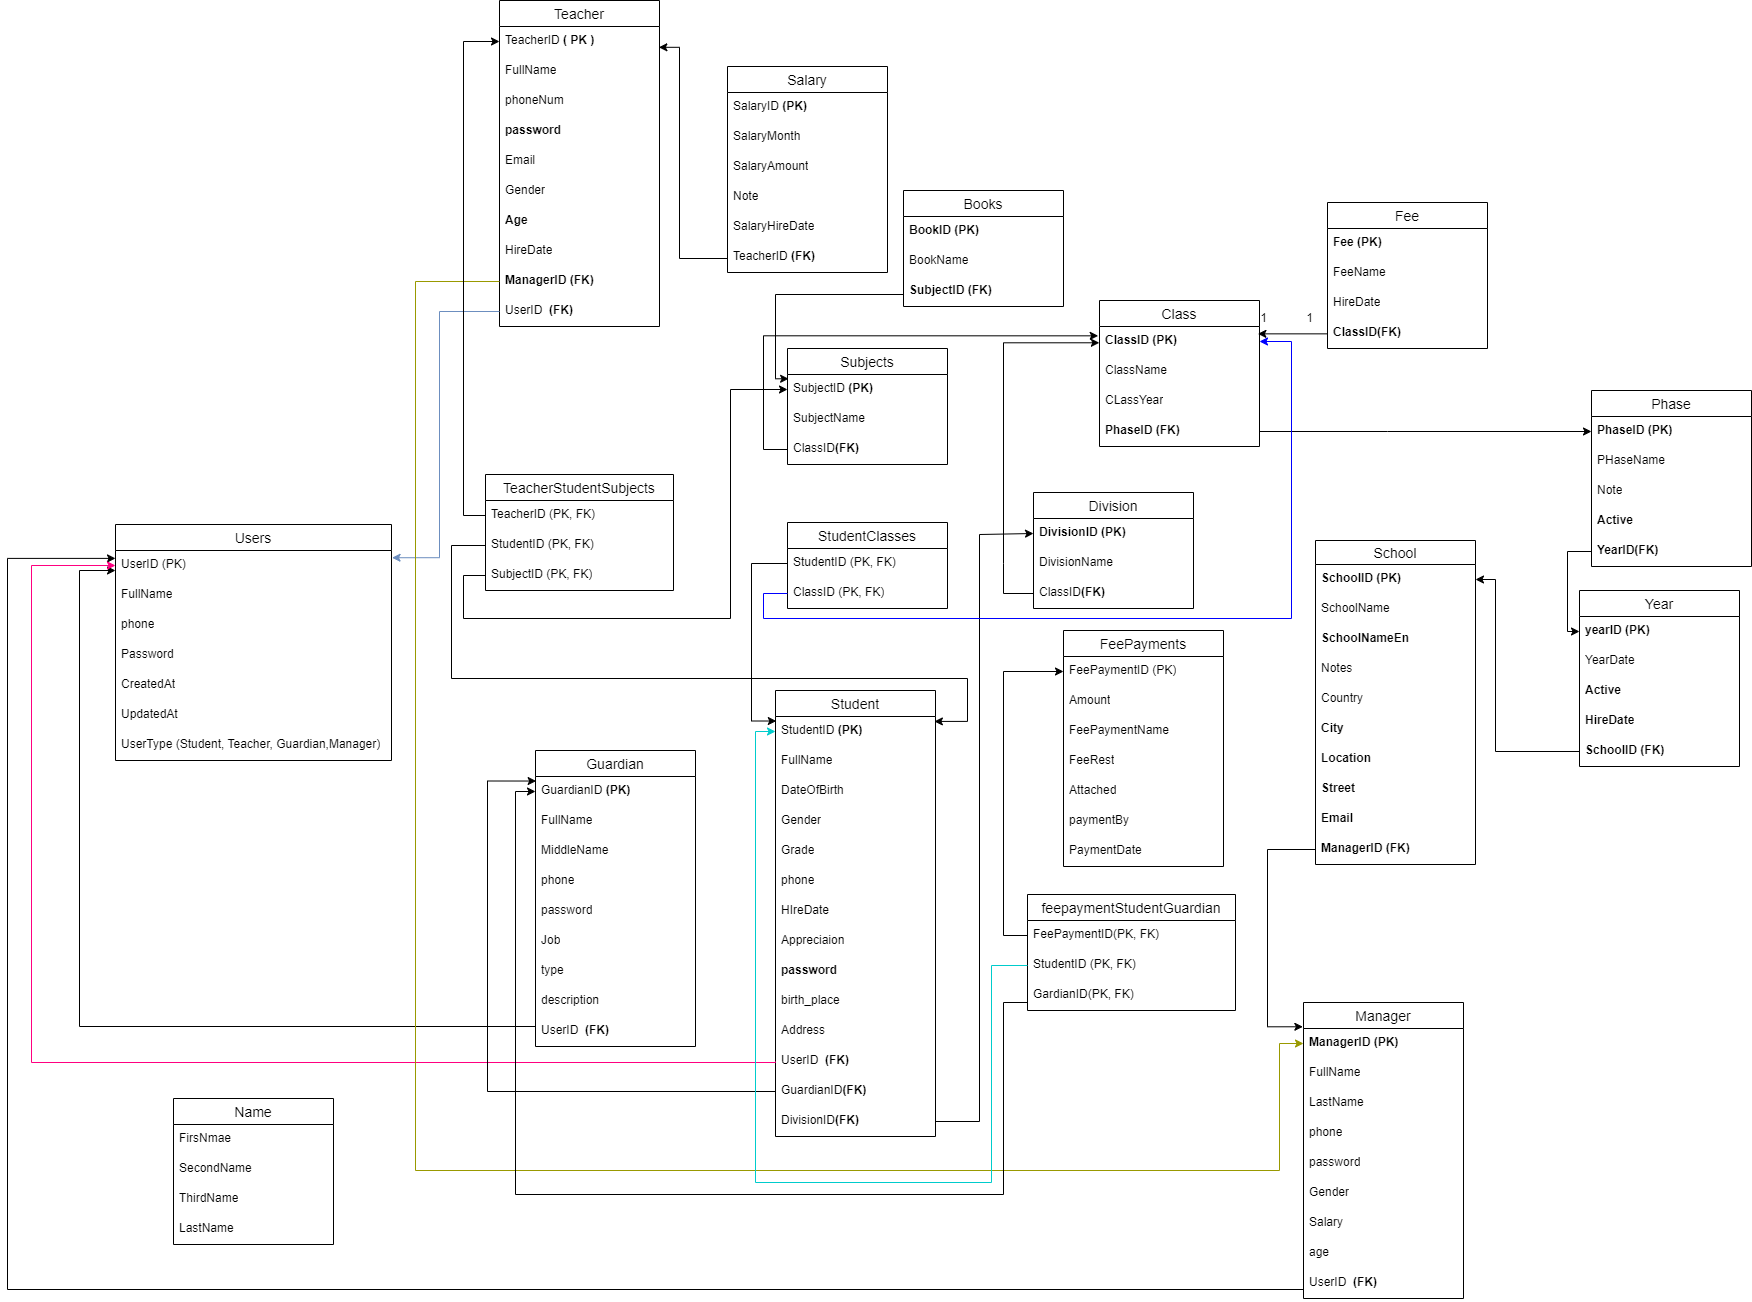 Teacher
TeacherID ( PK )
FullName
phoneNum
password
Email
Gender
Age
HireDate
ManagerID (FK)
UserID  (FK)
Salary
SalaryID (PK)
SalaryMonth
SalaryAmount
Note
SalaryHireDate
TeacherID (FK)
Books
BookID (PK)
BookName
SubjectID (FK)
Fee
Fee (PK)
FeeName
HireDate
ClassID(FK)
1
1
Class
ClassID (PK)
ClassName
CLassYear
PhaseID (FK)
Subjects
SubjectID (PK)
SubjectName
ClassID(FK)
Phase
PhaseID (PK)
PHaseName
Note
Active
YearID(FK)
TeacherStudentSubjects
TeacherID (PK, FK)
StudentID (PK, FK)
SubjectID (PK, FK)
Division
DivisionID (PK)
DivisionName
ClassID(FK)
StudentClasses
StudentID (PK, FK)
ClassID (PK, FK)
Users
UserID (PK)
FullName
phone
Password
CreatedAt
UpdatedAt
UserType (Student, Teacher, Guardian,Manager)
School
SchoolID (PK)
SchoolName
SchoolNameEn
Notes
Country
City
Location
Street
Email
ManagerID (FK)
Year
yearID (PK)
YearDate
Active
HireDate
SchoolID (FK)
FeePayments
FeePaymentID (PK)
Amount
FeePaymentName
FeeRest
Attached
paymentBy
PaymentDate
Student
StudentID (PK)
FullName
DateOfBirth
Gender
Grade
phone
HIreDate
Appreciaion
password
birth_place
Address
UserID  (FK)
GuardianID(FK)
DivisionID(FK)
Guardian
GuardianID (PK)
FullName
MiddleName
phone
password
Job
type
description
UserID  (FK)
feepaymentStudentGuardian
FeePaymentID(PK, FK)
StudentID (PK, FK)
GardianID(PK, FK)
Manager
ManagerID (PK)
FullName
LastName
phone
password
Gender
Salary
age
UserID  (FK)
Name
FirsNmae
SecondName
ThirdName
LastName